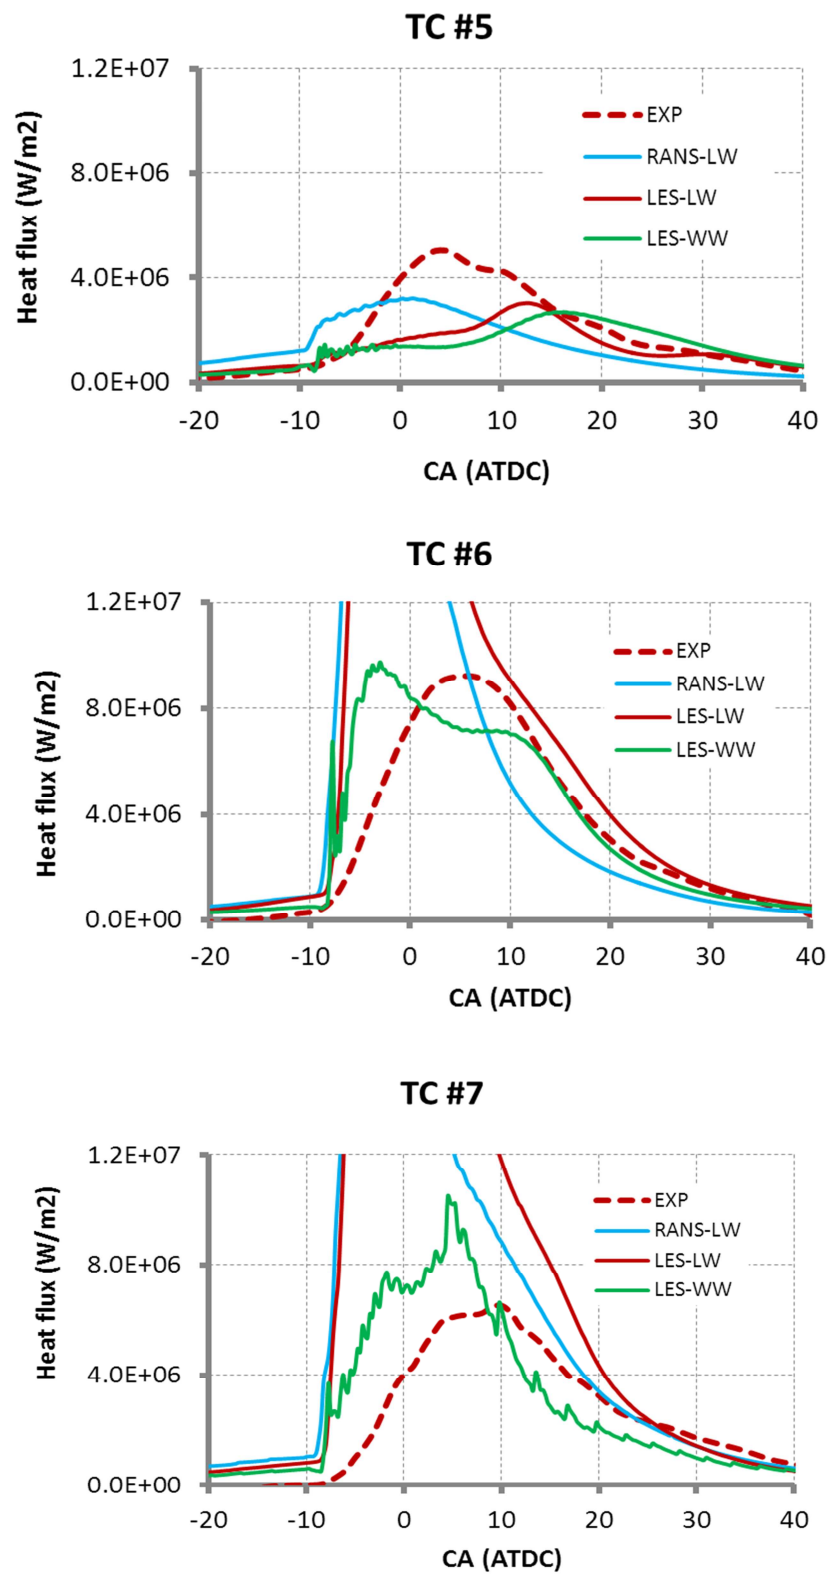 TC #5
1.2E+07
8.0E+06
4.0E+06
0.0E+00
Heat flux (W/m2)
EXP
RANS-LW
LES-LW
LES-WW
-20 -10 0 10 20 30 40
CA (ATDC)
TC #6
1.2E+07
8.0E+06
4.0E+06
0.0E+00
Heat flux (W/m2)
EXP
RANS-LW
LES-LW
LES-WW
-20 -10 0 10 20 30 40
CA (ATDC)
TC #7
1.2E+07
8.0E+06
4.0E+06
0.0E+00
Heat flux (W/m2)
EXP
RANS-LW
LES-LW
LES-WW
-20 -10 0 10 20 30 40
CA (ATDC)